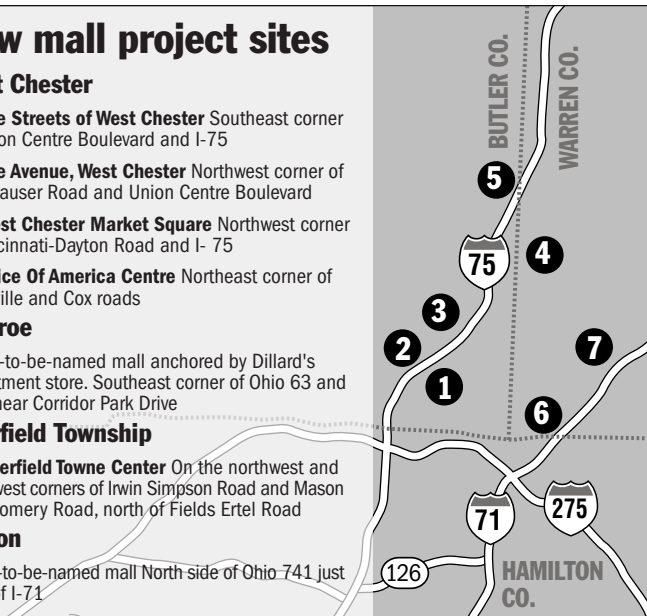 w mall project sites
t Chester
e Streets of West Chester Southeast corner
on Centre Boulevard and I-75
e Avenue, West Chester Northwest corner of
auser Road and Union Centre Boulevard
est Chester Market Square Northwest corner
cinnati-Dayton Road and I- 75
ice Of America Centre Northeast corner of
ille and Cox roads
roe
-to-be-named mall anchored by Dillard's
tment store. Southeast corner of Ohio 63 and
near Corridor Park Drive
field Township
erfield Towne Center On the northwest and
west corners of Irwin Simpson Road and Mason
omery Road, north of Fields Ertel Road
on
-to-be-named mall North side of Ohio 741 just
f I-71
BUTLER CO.
WARREN CO.
5
75
4
3
2
7
1
6
71
275
126
HAMILTON
CO.